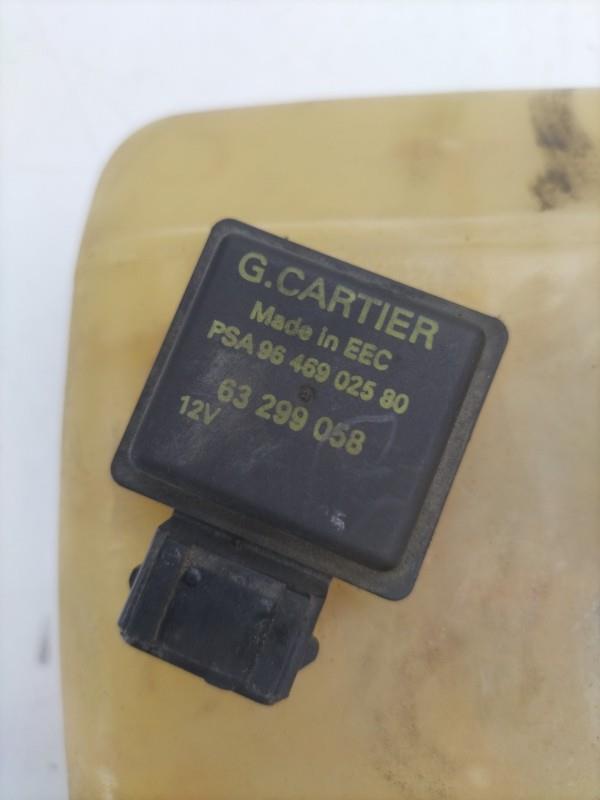 G.CARTIER
Made in EEC
PSA 96 469 025 80
63 299 058
12V